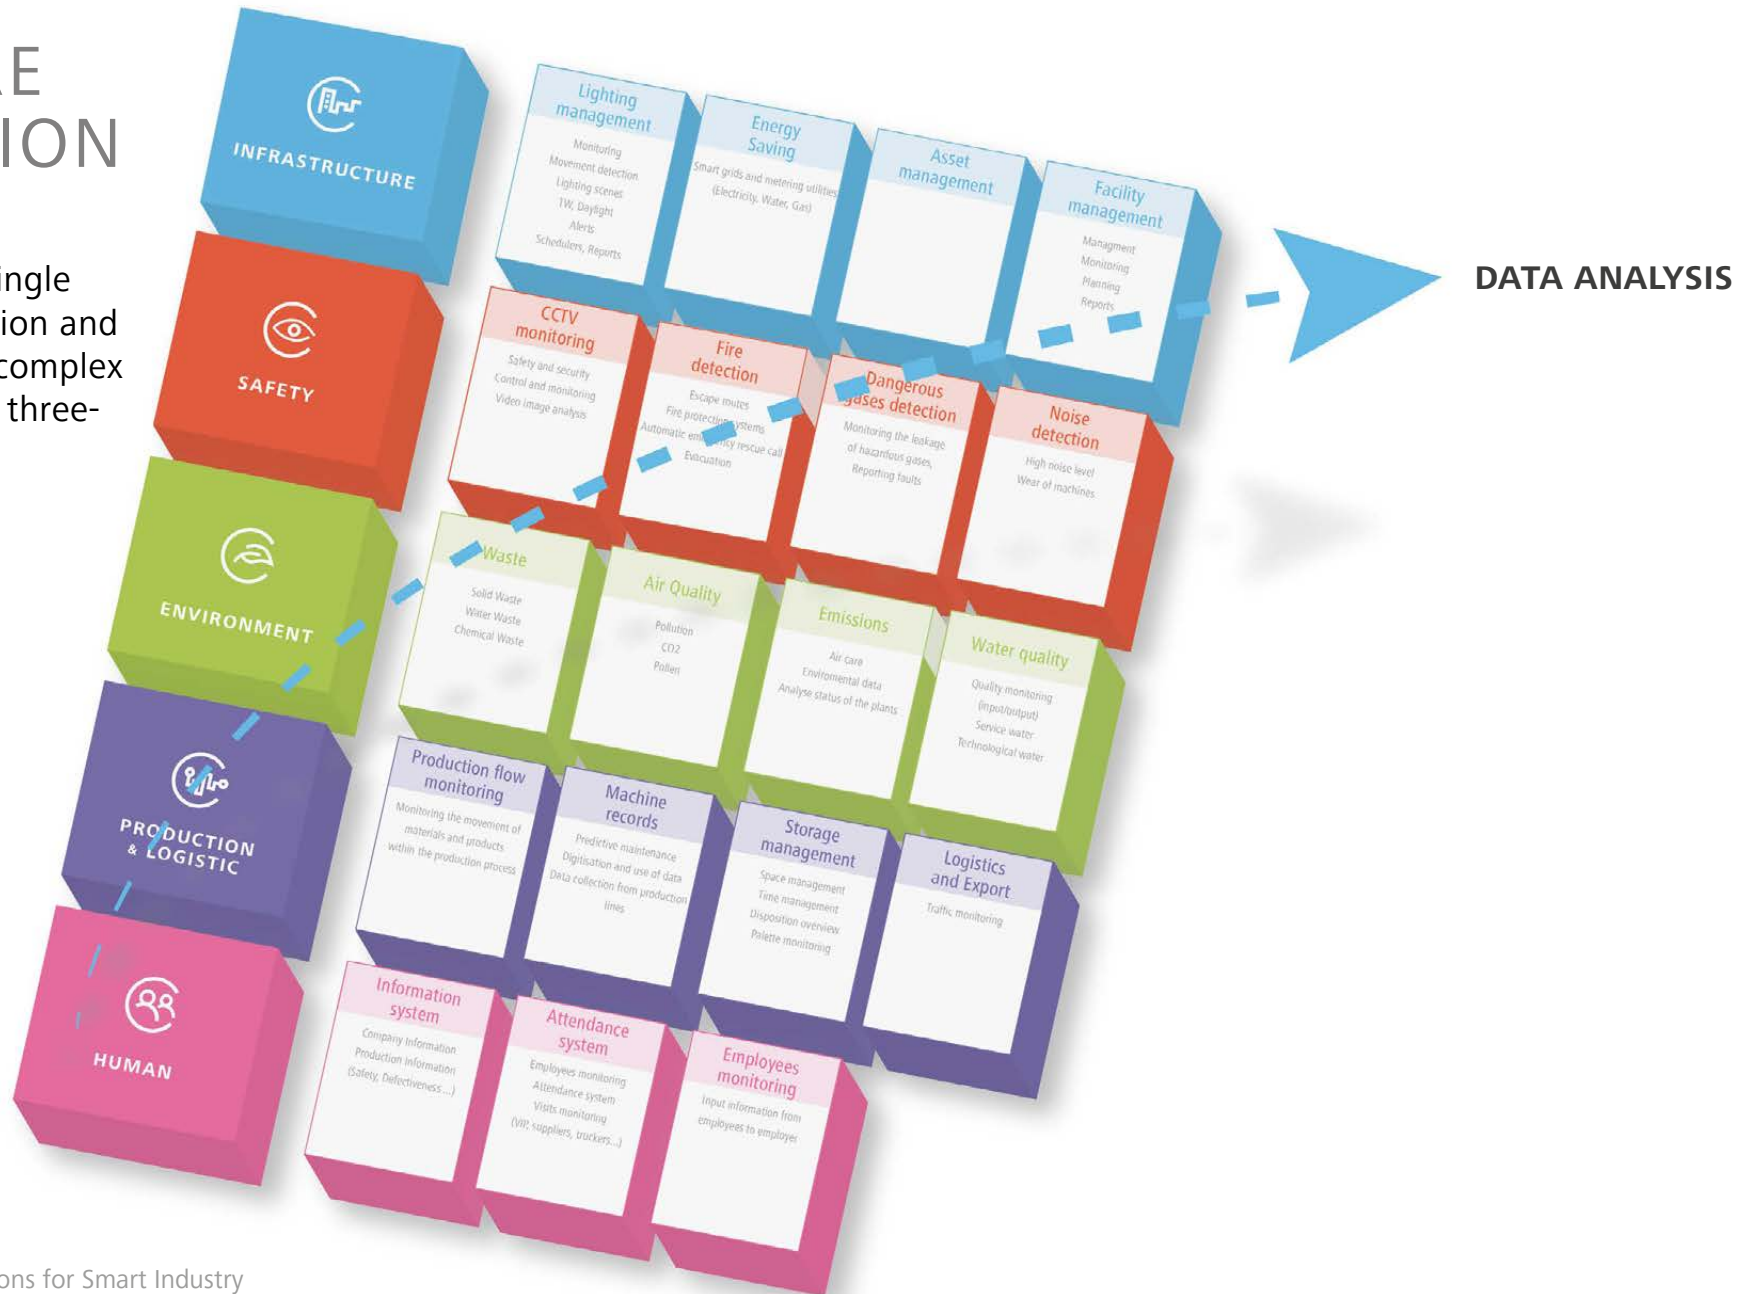 AE
ION
ingle
ion and
complex
three-
INFRASTRUCTURE
Lighting
management
Monitoring
Movement detection
Lighting scenes
TW, Daylight
Alerts
Schedulers, Reports
Energy
Saving
Smart grids and metering utilities
(Electricity, Water, Gas)
Asset
management
Facility
management
Managment
Monitoring
Planning
Reports
DATA ANALYSIS
SAFETY
CCTV
monitoring
Safety and security
Control and monitoring
Video image analysis
Fire
detection
Escape routes
Fire protection systems
Automatic emergency rescue call
Evacuation
Dangerous
gases detection
Monitoring the leakage
of hazardous gases,
Reporting faults
Noise
detection
High noise level
Wear of machines
ENVIRONMENT
Waste
Solid Waste
Water Waste
Chemical Waste
Air Quality
Pollution
CO2
Pollen
Emissions
Air care
Enviromental data
Analyse status of the plants
Water quality
Quality monitoring
(input/output)
Service water
Technological water
PRODUCTION
& LOGISTIC
Production flow
monitoring
Monitoring the movement of
materials and products
within the production process
Machine
records
Predictive maintenance
Digitisation and use of data
Data collection from production
lines
Storage
management
Space management
Time management
Disposition overview
Palette monitoring
Logistics
and Export
Traffic monitoring
HUMAN
Information
system
Company Information
Production Information
(Safety, Defectiveness...)
Attendance
system
Employees monitoring
Attendance system
Visits monitoring
(VIP, suppliers, truckers...)
Employees
monitoring
Input information from
employees to employer
ons for Smart Industry